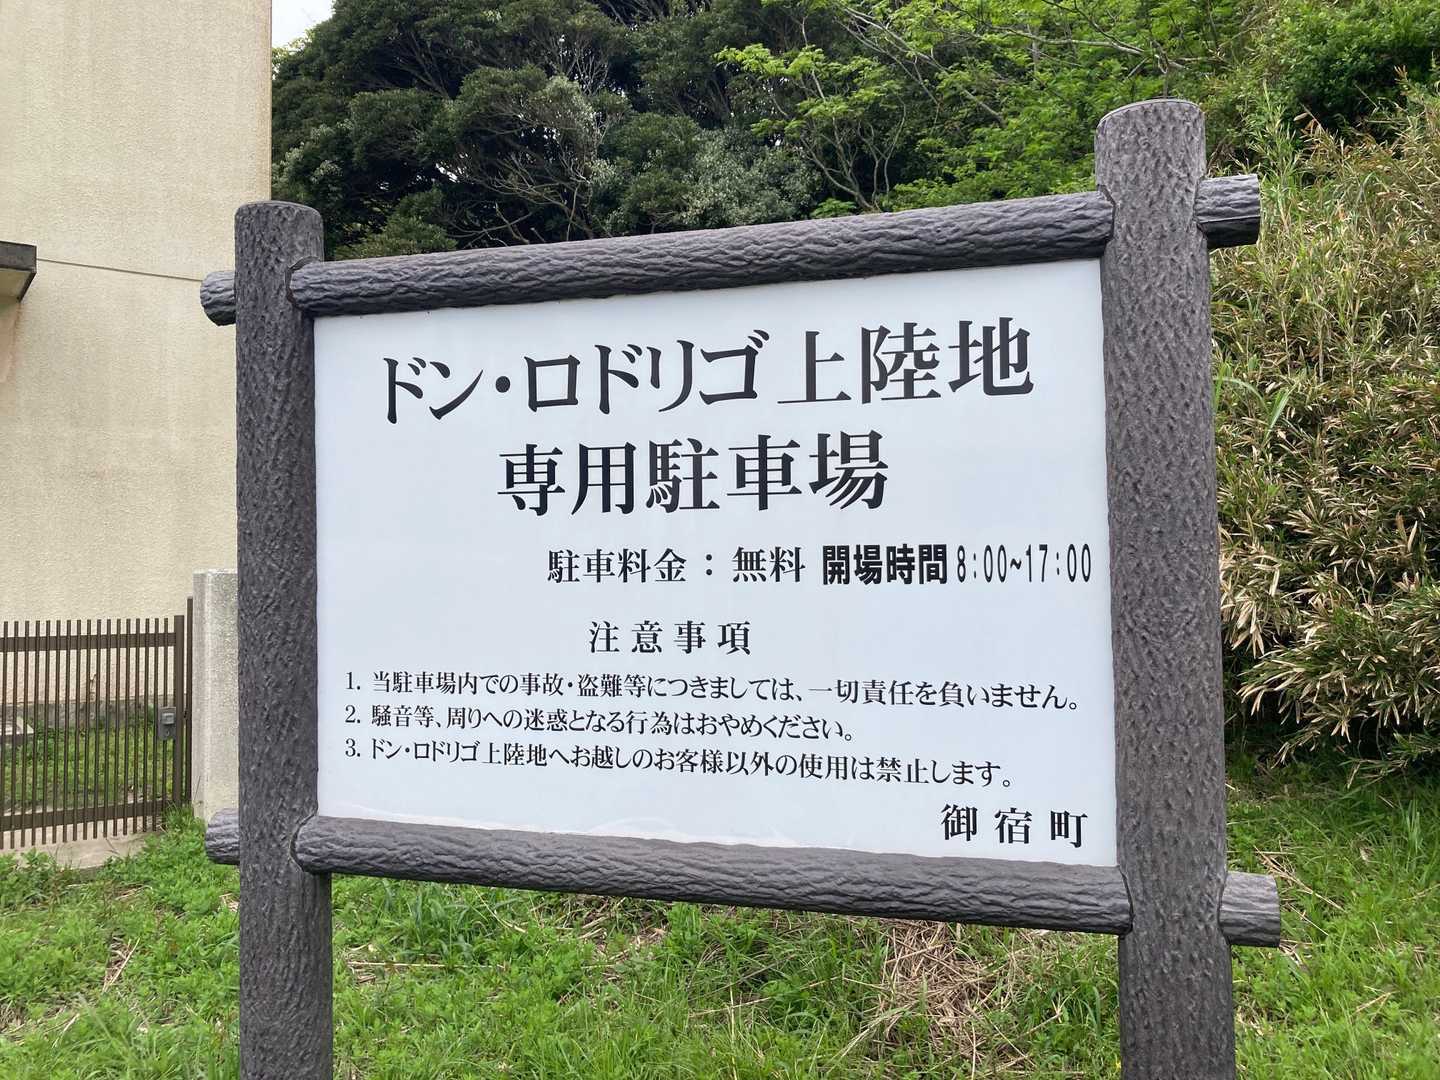 ドン・ロドリゴ上陸地
専用駐車場
駐車料金：無料 開場時間 8:00~17:00
注意事項
1. 当駐車場内での事故・盗難等につきましては、一切責任を負いません。
2. 騒音等、周りへの迷惑となる行為はおやめください。
3. ドン・ロドリゴ上陸地へお越しのお客様以外の使用は禁止します。
御宿町